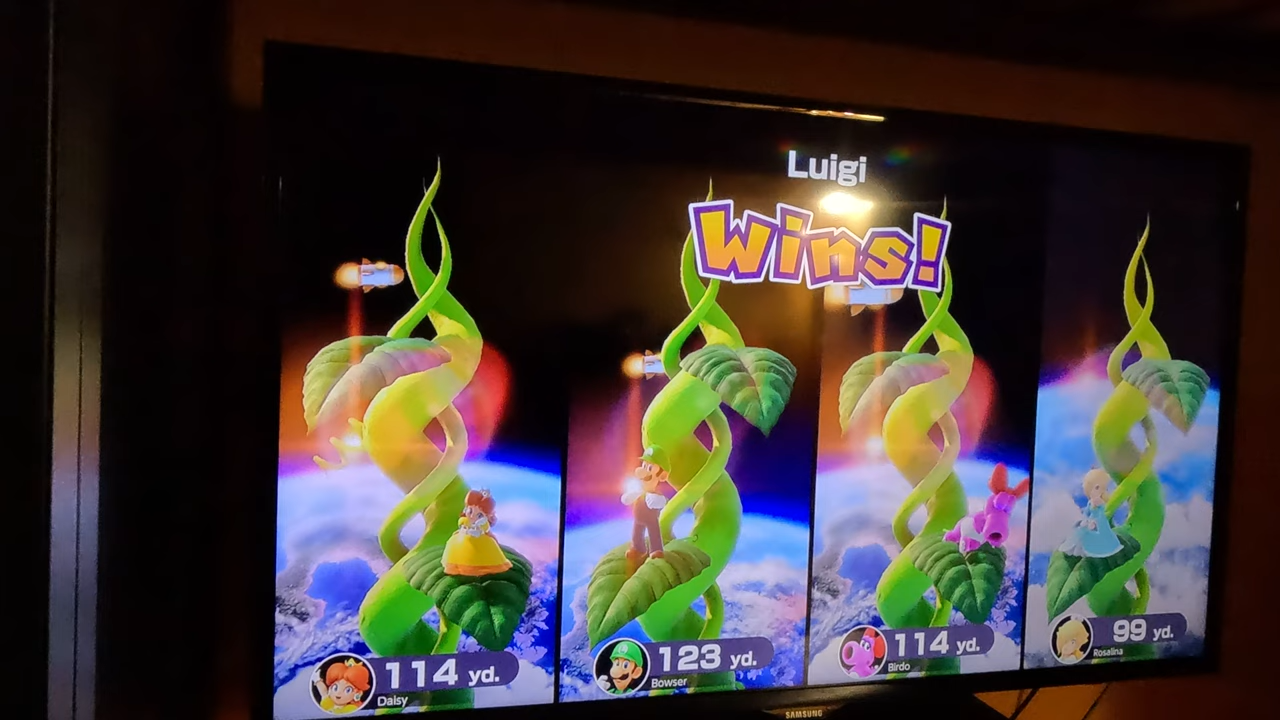 Luigi
Wins!
114 yd.
Daisy
123 yd.
Bowser
114 yd.
Birdo
99 yd.
Rosalina
SAMSUNG